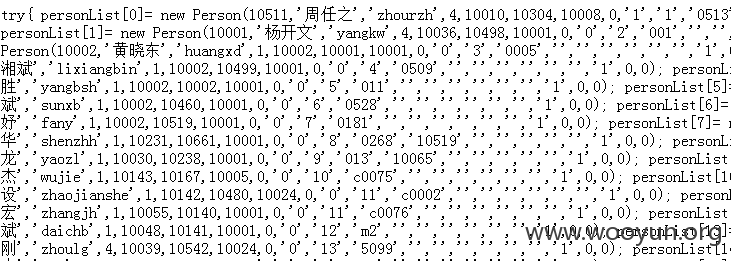 try{ personList[0]= new Person(10511,'周任之','zhourzh',4,10010,10304,10008,0,'1','1','0513'
personList[1]= new Person(10001,'杨开文','yangkw',4,10036,10498,10001,0,'0','2','001','','',
Person(10002,'黄晓东','huangxd',1,10002,10001,10001,0,'0','3','0005','','','','','','','1',0
湘斌','lixiangbin',1,10002,10499,10001,0,'0','4','0509','','','','','','','1',0,0); personLi
胜','yangbsh',1,10002,10002,10001,0,'0','5','011','','','','','','','1',0,0); personList[5]=
斌','sunxb',1,10002,10460,10001,0,'0','6','0528','','','','','','','1',0,0); personList[6]=
妤','fany',1,10002,10519,10001,0,'0','7','0181','','','','','','','1',0,0); personList[7]= n
华','shenzhh',1,10231,10661,10001,0,'0','8','0268','10519','','','','','','1',0,0);
龙','yaozl',1,10030,10238,10001,0,'0','9','013','10065','','','','','','1',0,0); personList
杰','wujie',1,10143,10167,10005,0,'0','10','c0075','','','','','','','1',0,0); personList[10
设','zhaojianshe',1,10142,10480,10024,0,'0','11','c0002','','','','','','','1',0,0);
宏','zhangjh',1,10055,10140,10001,0,'0','11','c0076','','','','','','','1',0,0);
斌','daichb',1,10048,10141,10001,0,'0','12','m2','','','','','','','1',0,0); personList[13]=
刚','zhoulg',4,10039,10542,10024,0,'0','13','5099','','','','','','','1',0,0); personList[14
www.wooyun.org